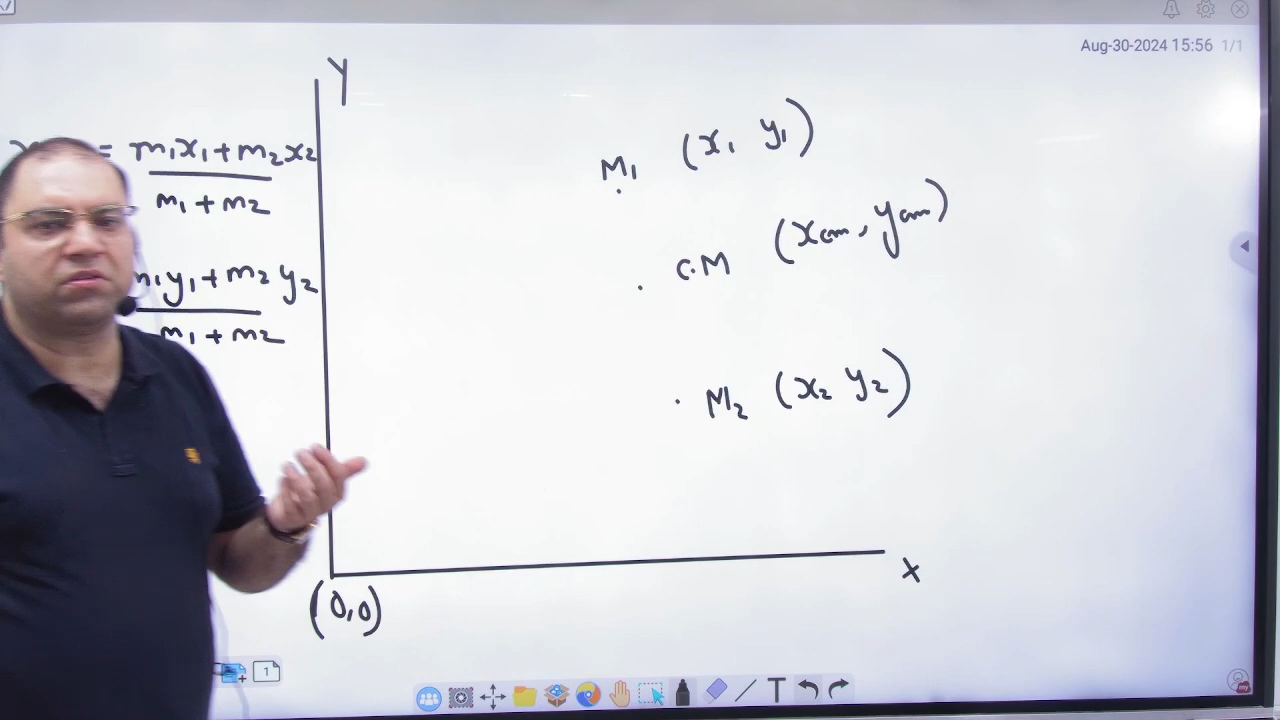 Aug-30-2024 15:56 1/1
Y
= m₁x₁+m₂x₂
m₁+m₂
M₁ (x₁ y₁)
C.M (xcm, ycm)
m₁y₁+m₂y₂
m₁+m₂
M₂ (x₂ y₂)
X
(0,0)
1
T